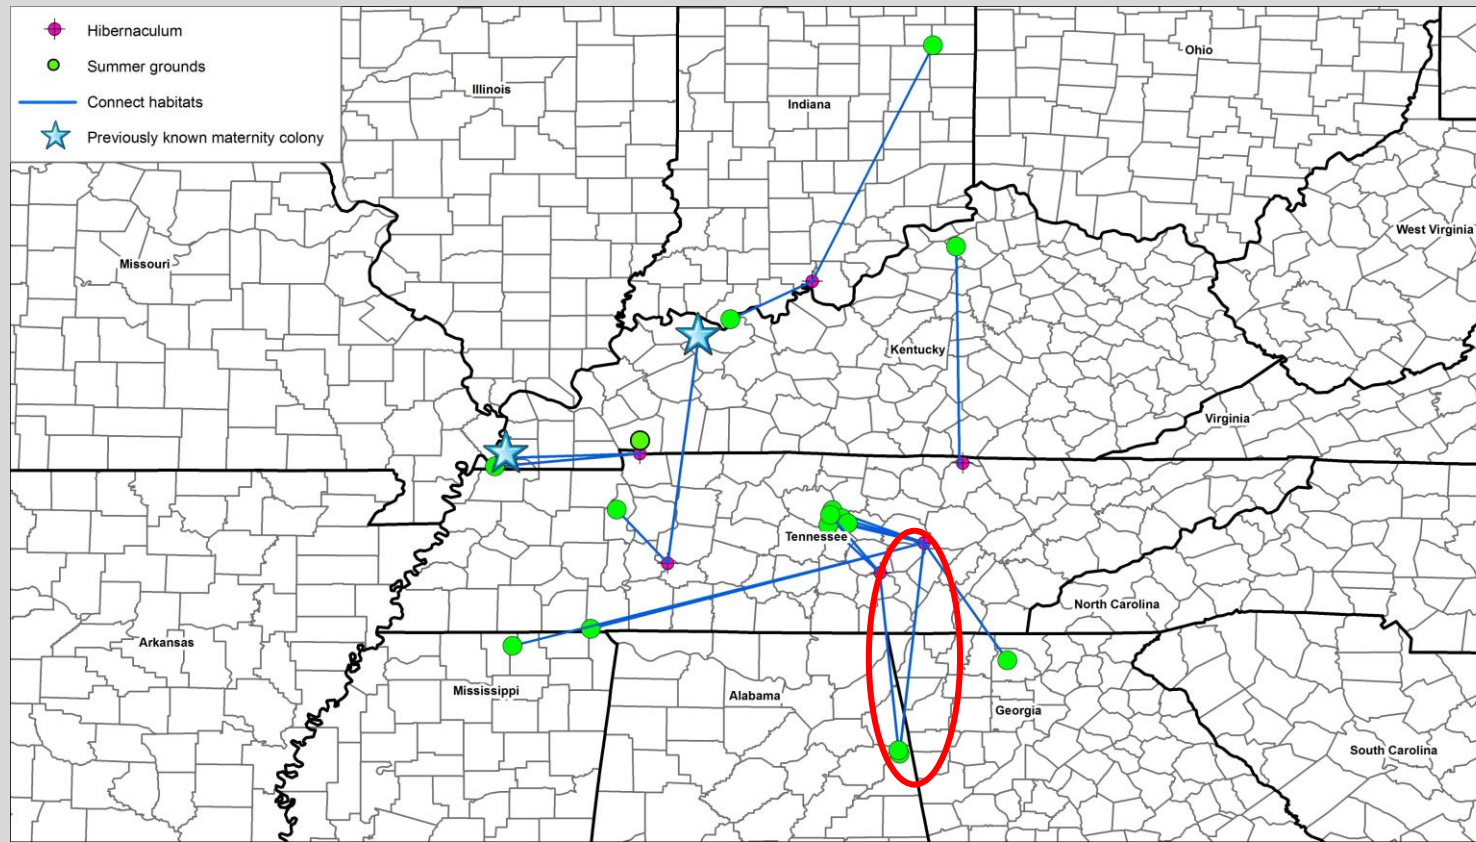 Hibernaculum
Summer grounds
Connect habitats
Previously known maternity colony
Ohio
Illinois
Indiana
West Virginia
Missouri
Kentucky
Virginia
Tennessee
North Carolina
Arkansas
Mississippi
Alabama
Georgia
South Carolina